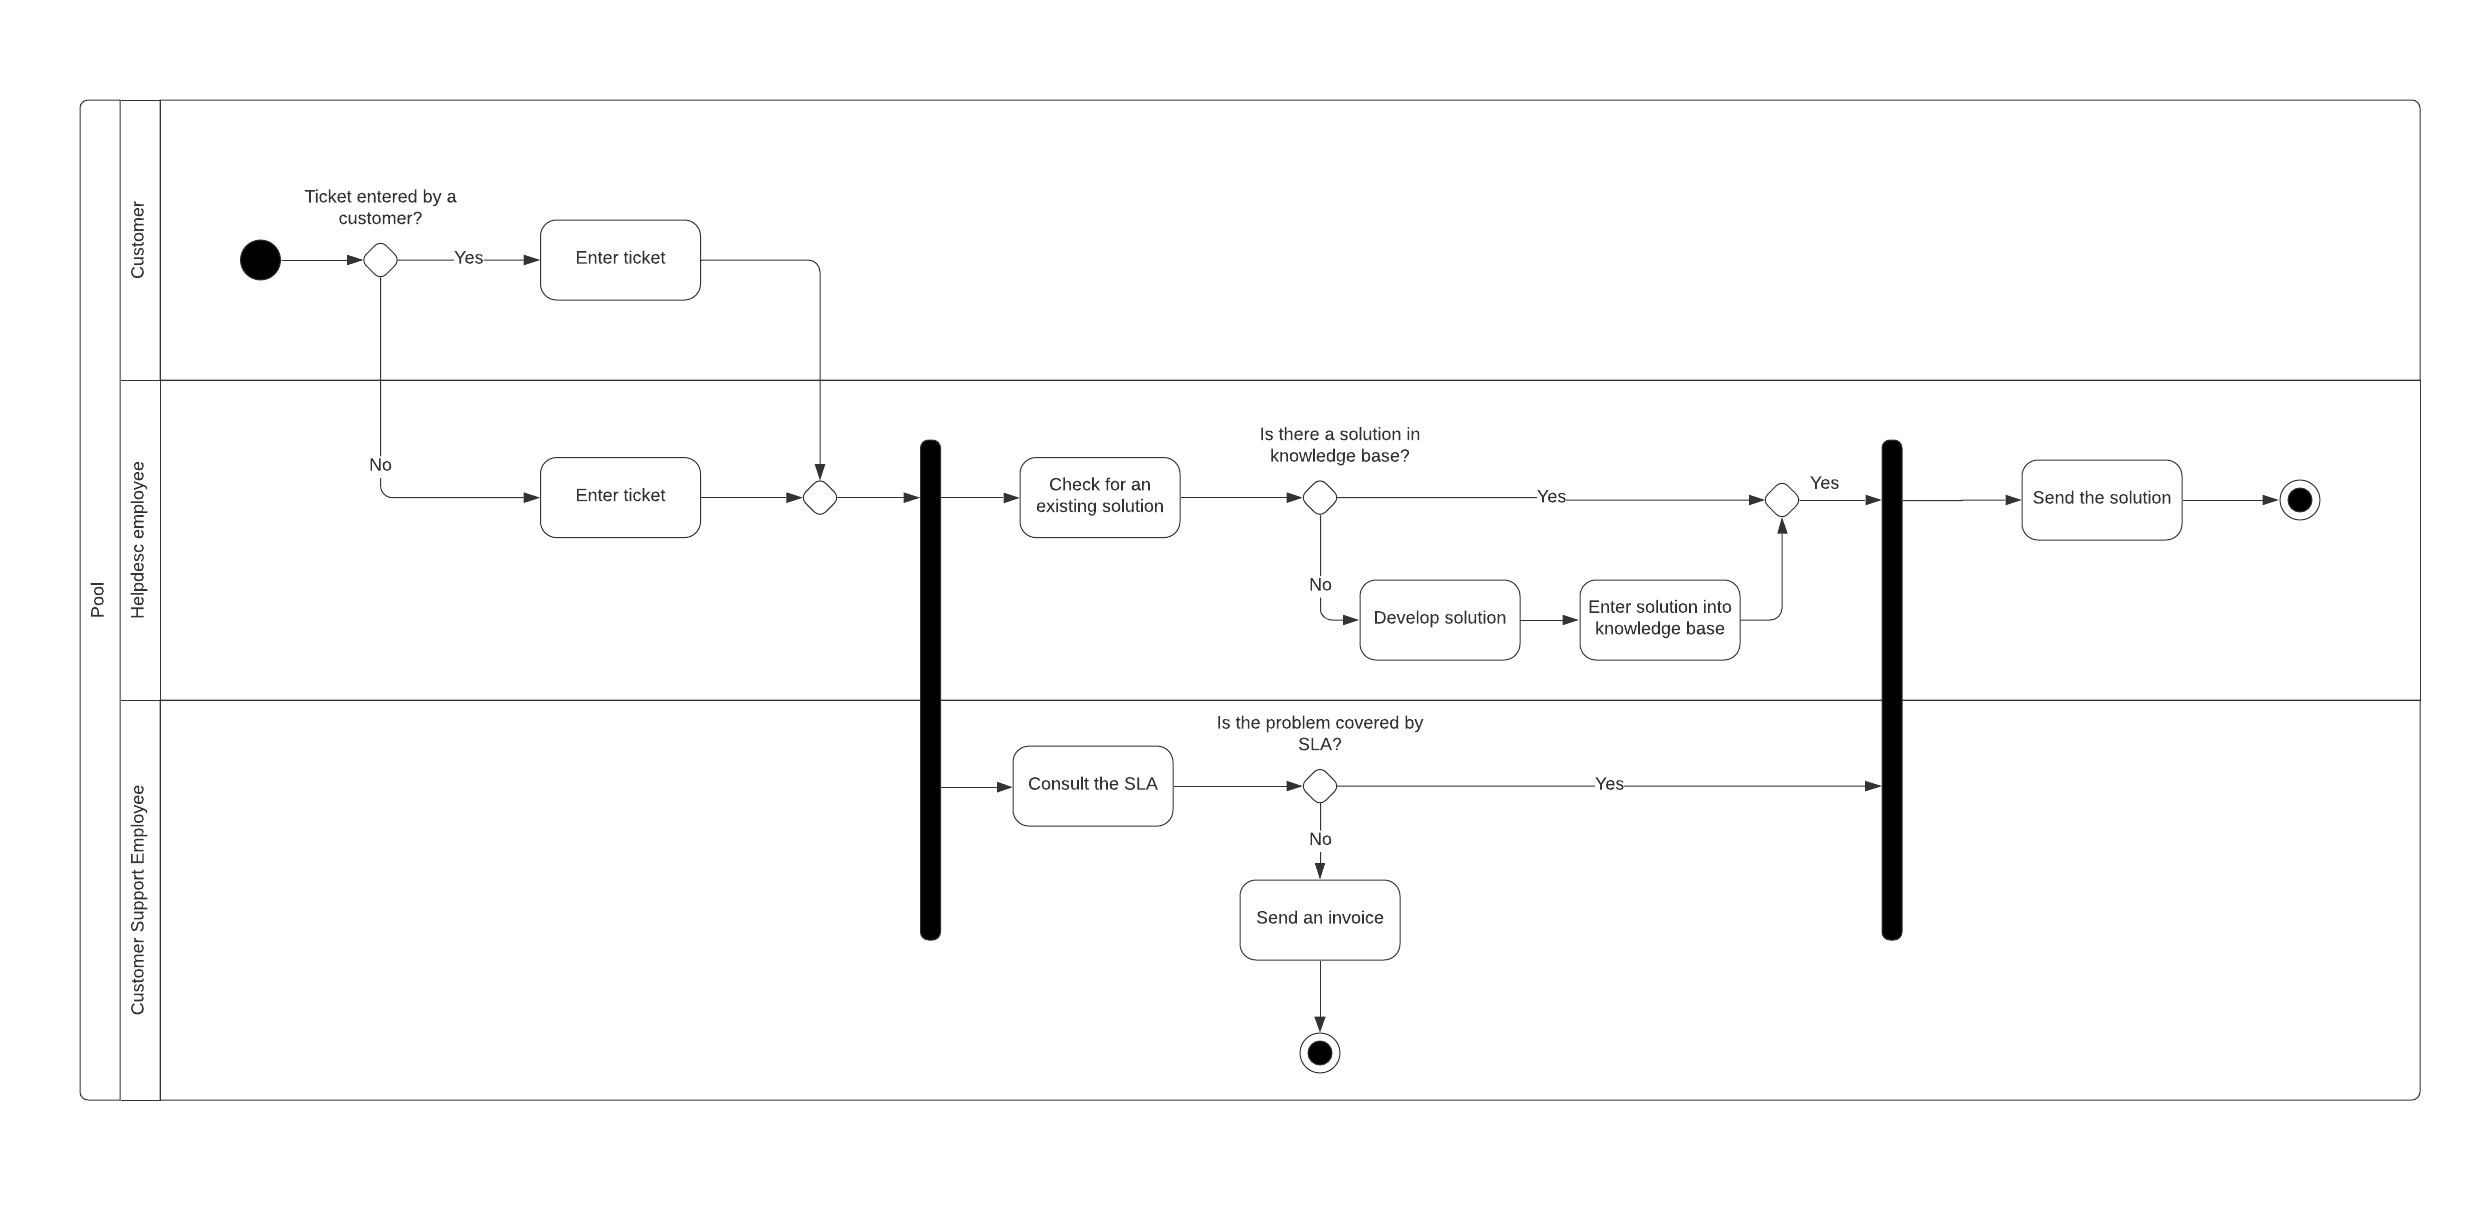 Pool
Customer
Ticket entered by a
customer?
Yes
Enter ticket
No
Helpdesc employee
Enter ticket
Check for an
existing solution
Is there a solution in
knowledge base?
Yes
No
Develop solution
Enter solution into
knowledge base
Yes
Send the solution
Customer Support Employee
Consult the SLA
Is the problem covered by
SLA?
Yes
No
Send an invoice